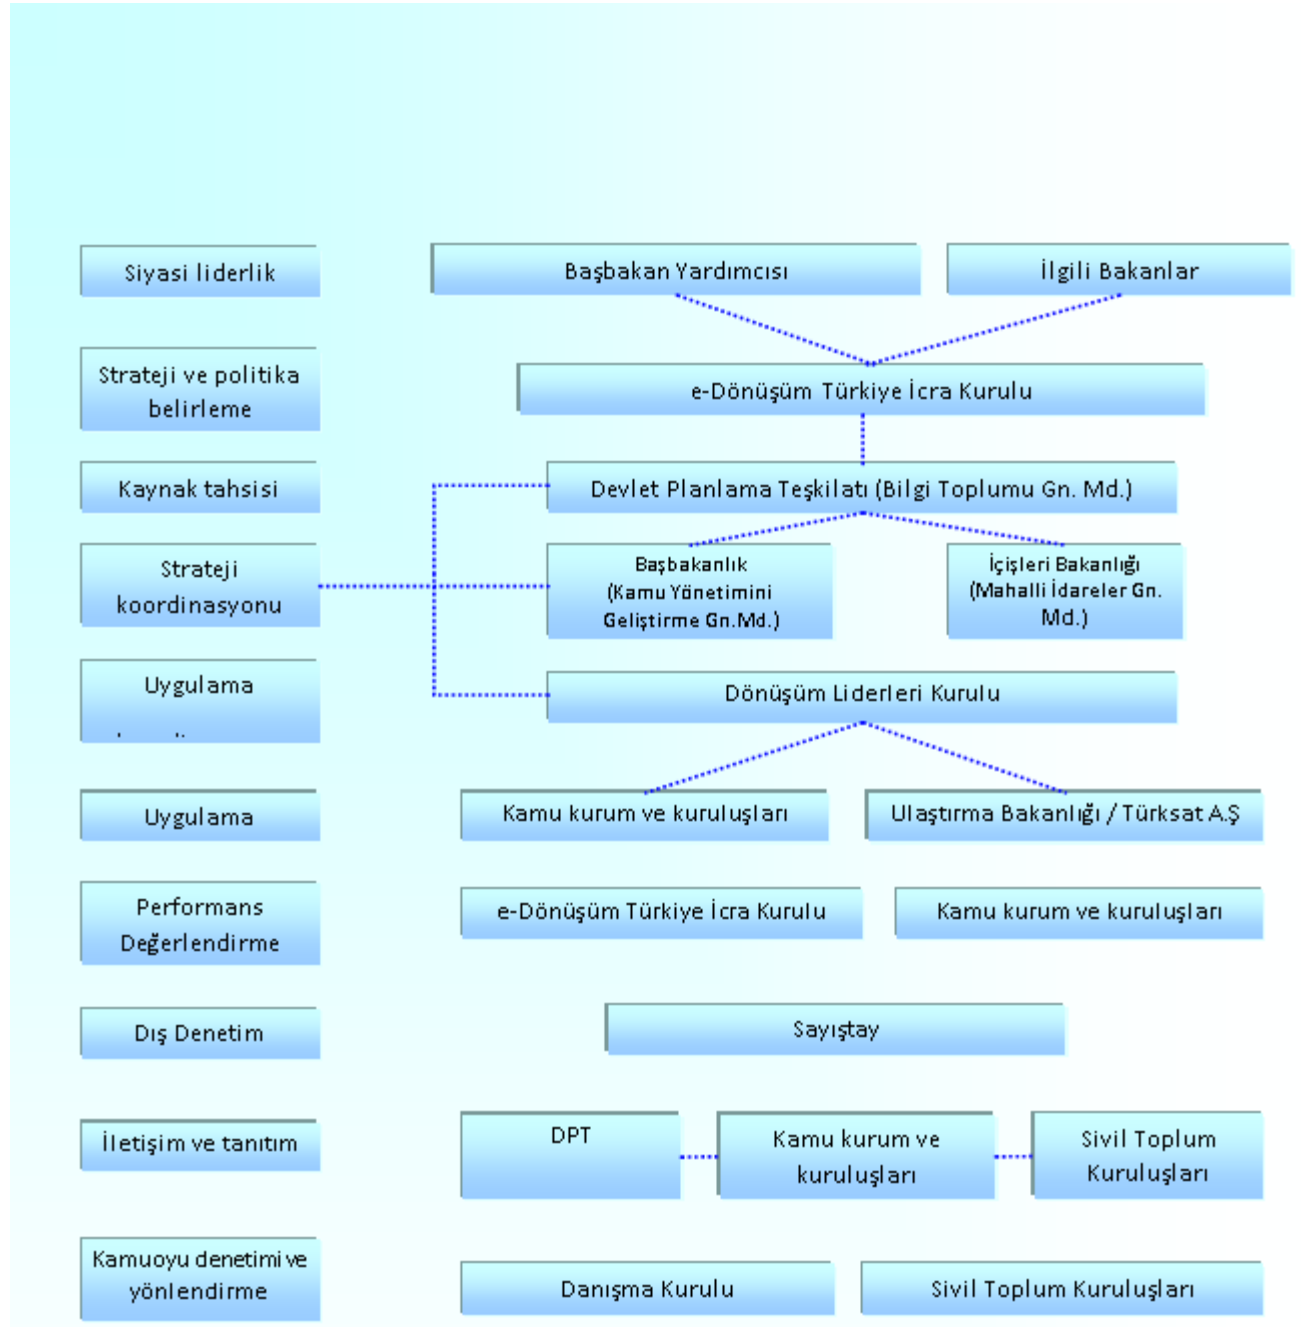 Siyasi liderlik
Başbakan Yardımcısı
İlgili Bakanlar
Strateji ve politika
belirleme
e-Dönüşüm Türkiye İcra Kurulu
Kaynak tahsisi
Devlet Planlama Teşkilatı (Bilgi Toplumu Gn. Md.)
Strateji
koordinasyonu
Başbakanlık
(Kamu Yönetimini
Geliştirme Gn.Md.)
İçişleri Bakanlığı
(Mahalli İdareler Gn.
Md.)
Uygulama
Dönüşüm Liderleri Kurulu
Uygulama
Kamu kurum ve kuruluşları
Ulaştırma Bakanlığı / Türksat A.Ş
Performans
Değerlendirme
e-Dönüşüm Türkiye İcra Kurulu
Kamu kurum ve kuruluşları
Dış Denetim
Sayıştay
İletişim ve tanıtım
DPT
Kamu kurum ve
kuruluşları
Sivil Toplum
Kuruluşları
Kamuoyu denetimi ve
yönlendirme
Danışma Kurulu
Sivil Toplum Kuruluşları